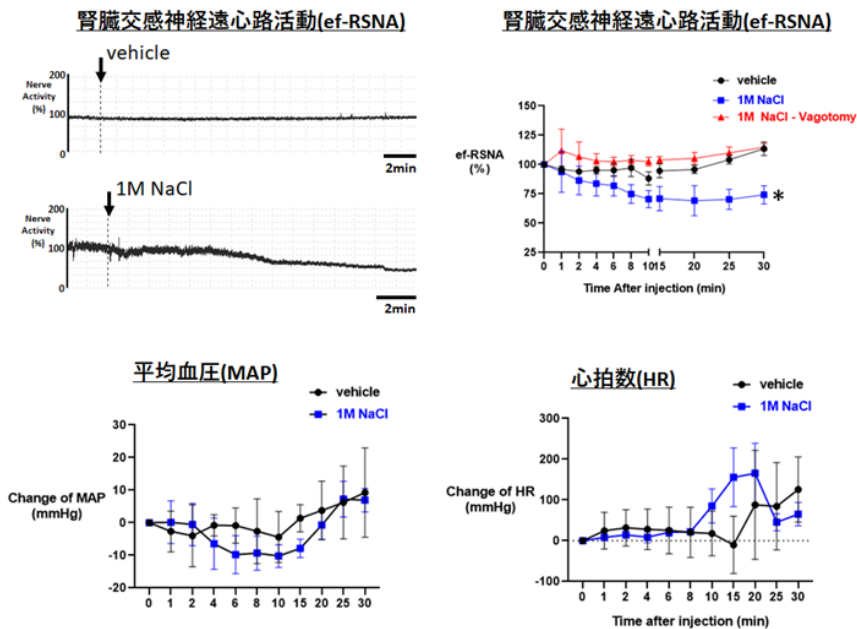 腎臓交感神経遠心路活動(ef-RSNA)
vehicle
Nerve
Activity
(%)
200
100
0
2min
1M NaCl
Nerve
Activity
(%)
200
100
0
2min
腎臓交感神経遠心路活動(ef-RSNA)
vehicle
1M NaCl
1M NaCl - Vagotomy
ef-RSNA
(%)
150
125
100
75
50
25
*
0 1 2 4 6 8 10 15 20 25 30
Time After injection (min)
平均血圧(MAP)
vehicle
1M NaCl
Change of MAP
(mmHg)
30
20
10
0
-10
-20
0 1 2 4 6 8 10 15 20 25 30
心拍数(HR)
vehicle
1M NaCl
Change of HR
(mmHg)
300
200
100
0
-100
0 1 2 4 6 8 10 15 20 25 30
Time after injection (min)